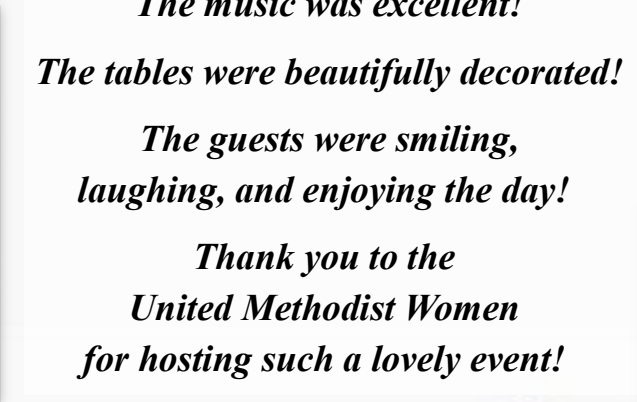 The music was excellent!
The tables were beautifully decorated!
The guests were smiling,
laughing, and enjoying the day!
Thank you to the
United Methodist Women
for hosting such a lovely event!